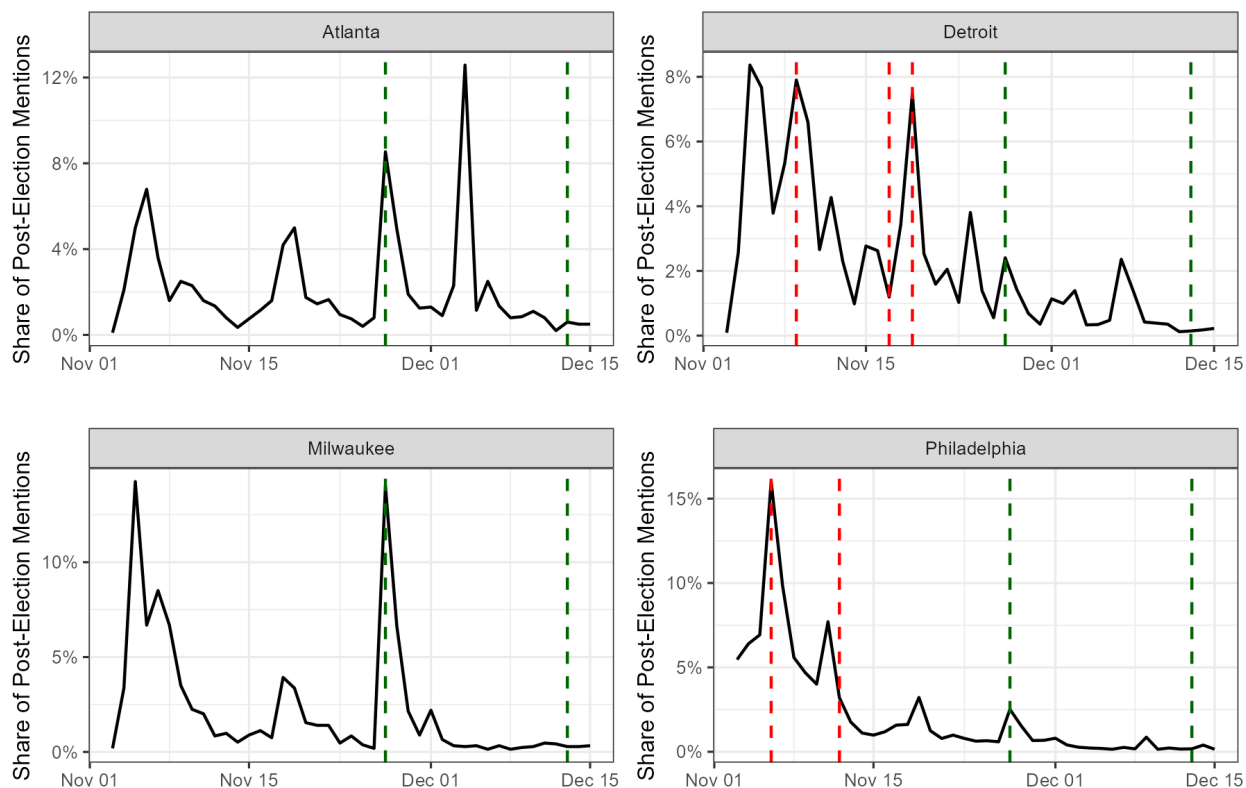 Atlanta
Share of Post-Election Mentions
12%
8%
4%
0%
Nov 01 Nov 15 Dec 01 Dec 15
Detroit
Share of Post-Election Mentions
8%
6%
4%
2%
0%
Nov 01 Nov 15 Dec 01 Dec 15
Milwaukee
Share of Post-Election Mentions
10%
5%
0%
Nov 01 Nov 15 Dec 01 Dec 15
Philadelphia
Share of Post-Election Mentions
15%
10%
5%
0%
Nov 01 Nov 15 Dec 01 Dec 15